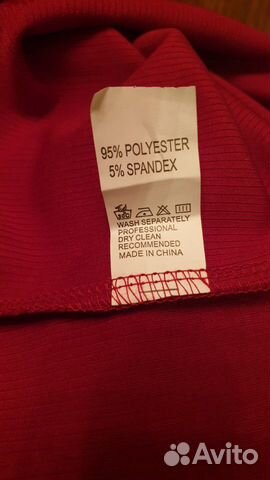 95% POLYESTER
5% SPANDEX
WASH SEPARATELY
PROFESSIONAL
DRY CLEAN
RECOMMENDED
MADE IN CHINA
Avito